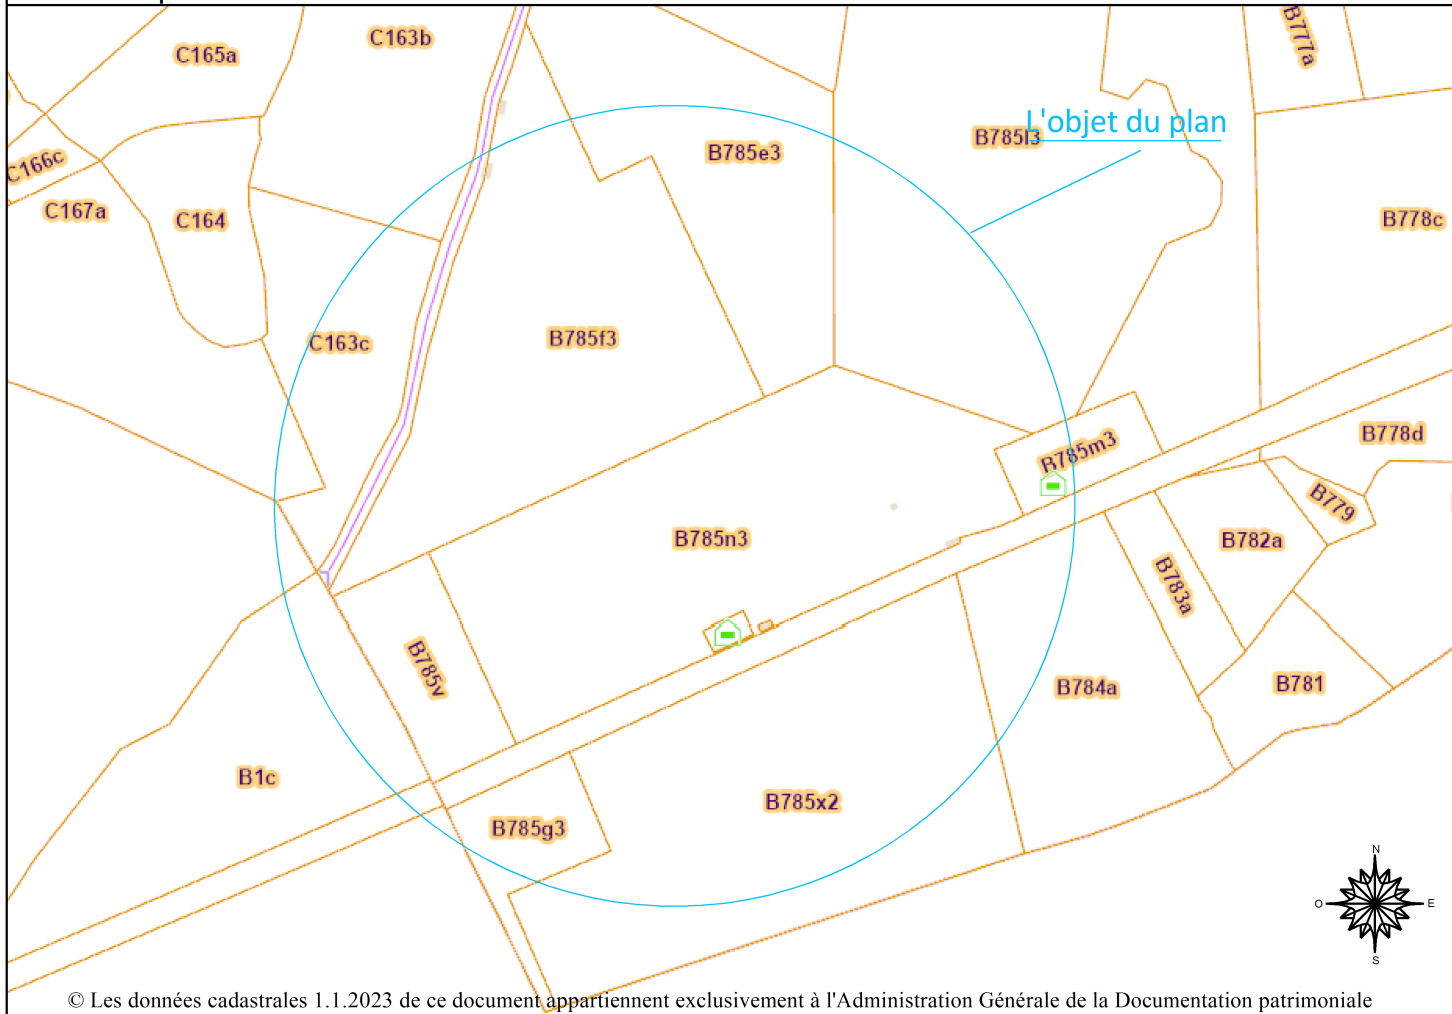 B777a
C163b
C165a
L'objet du plan
B785l3
B785e3
C166c
C167a
C164
B778c
B785f3
C163c
B778d
B785m3
B779
B785n3
B782a
B783a
B785v
B784a
B781
B1c
B785x2
B785g3
N
O
E
S
© Les données cadastrales 1.1.2023 de ce document appartiennent exclusivement à l'Administration Générale de la Documentation patrimoniale